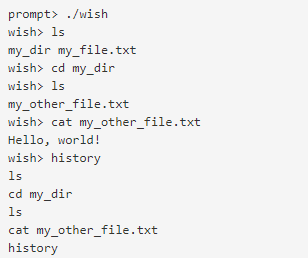 prompt> ./wish
wish> ls
my_dir my_file.txt
wish> cd my_dir
wish> ls
my_other_file.txt
wish> cat my_other_file.txt
Hello, world!
wish> history
ls
cd my_dir
ls
cat my_other_file.txt
history